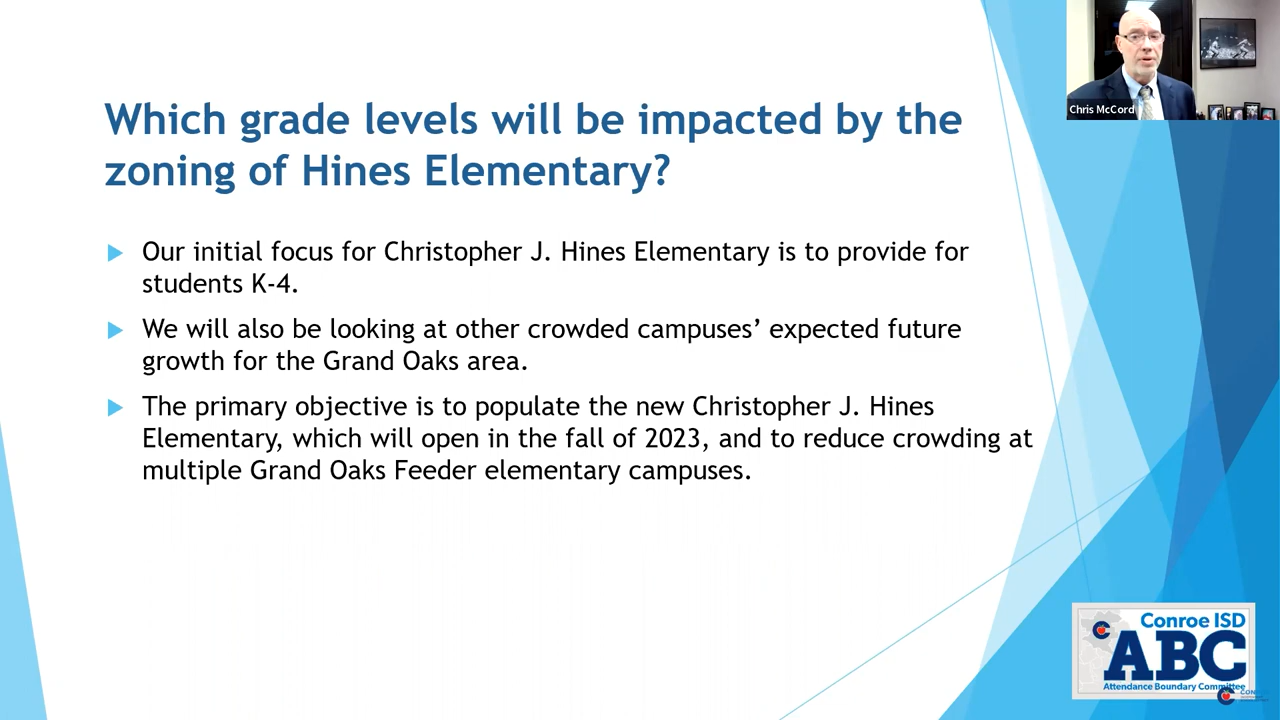 Which grade levels will be impacted by the
zoning of Hines Elementary?
Our initial focus for Christopher J. Hines Elementary is to provide for
students K-4.
We will also be looking at other crowded campuses’ expected future
growth for the Grand Oaks area.
The primary objective is to populate the new Christopher J. Hines
Elementary, which will open in the fall of 2023, and to reduce crowding at
multiple Grand Oaks Feeder elementary campuses.
Chris McCord
Conroe ISD
ABC
Attendance Boundary Committee